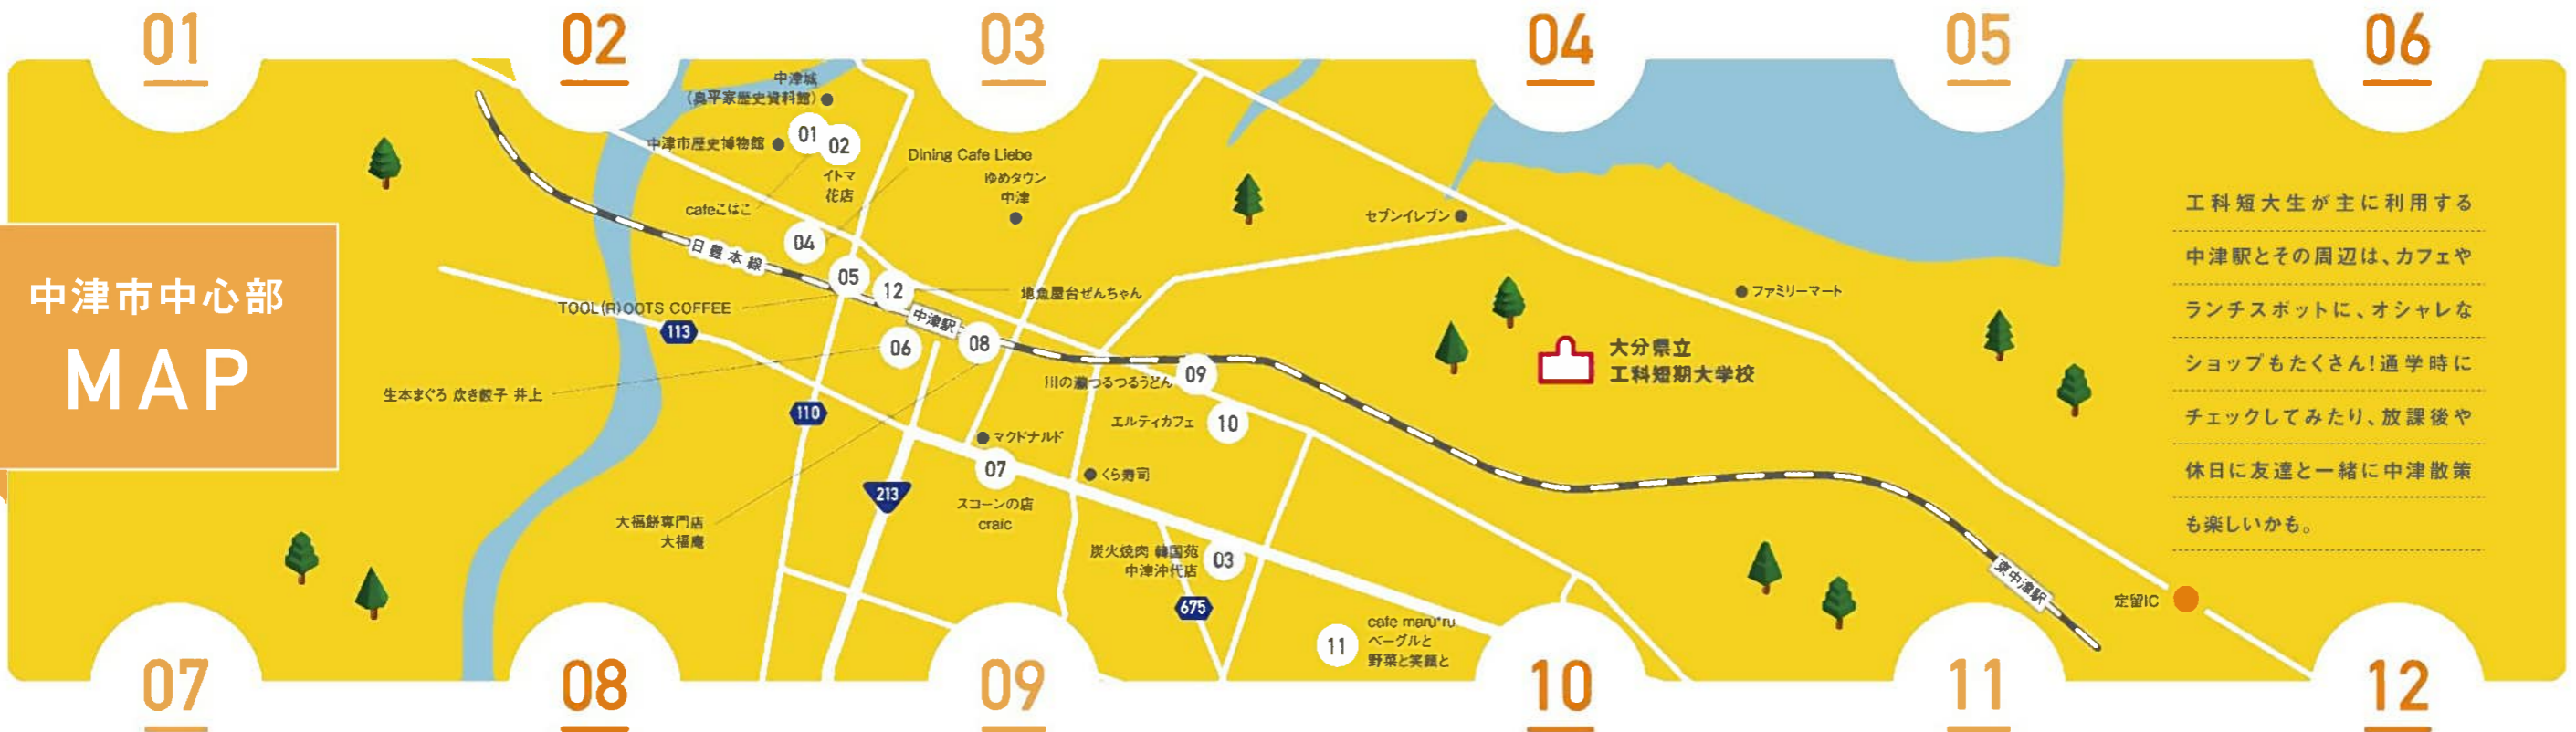 01
02
03
04
05
06
中津市中心部
MAP
中津城
(奥平家歴史資料館)
中津市歴史博物館
01
02
イトマ
花店
cafeこはこ
Dining Cafe Liebe
ゆめタウン
中津
04
日豊本線
05
12
地魚屋台ぜんちゃん
TOOL(R)OOTS COFFEE
113
中津駅
06
08
生本まぐろ 炊き餃子 井上
川の瀬つるつるうどん
09
110
エルティカフェ
10
マクドナルド
07
くら寿司
213
スコーンの店
craic
大福餅専門店
大福庵
炭火焼肉 韓国苑
中津沖代店
03
675
11
cafe maru*ru
ベーグルと
野菜と笑顔と
セブンイレブン
ファミリーマート
大分県立
工科短期大学校
東中津駅
定留IC
工科短大生が主に利用する
中津駅とその周辺は、カフェや
ランチスポットに、オシャレな
ショップもたくさん!通学時に
チェックしてみたり、放課後や
休日に友達と一緒に中津散策
も楽しいかも。
07
08
09
10
11
12